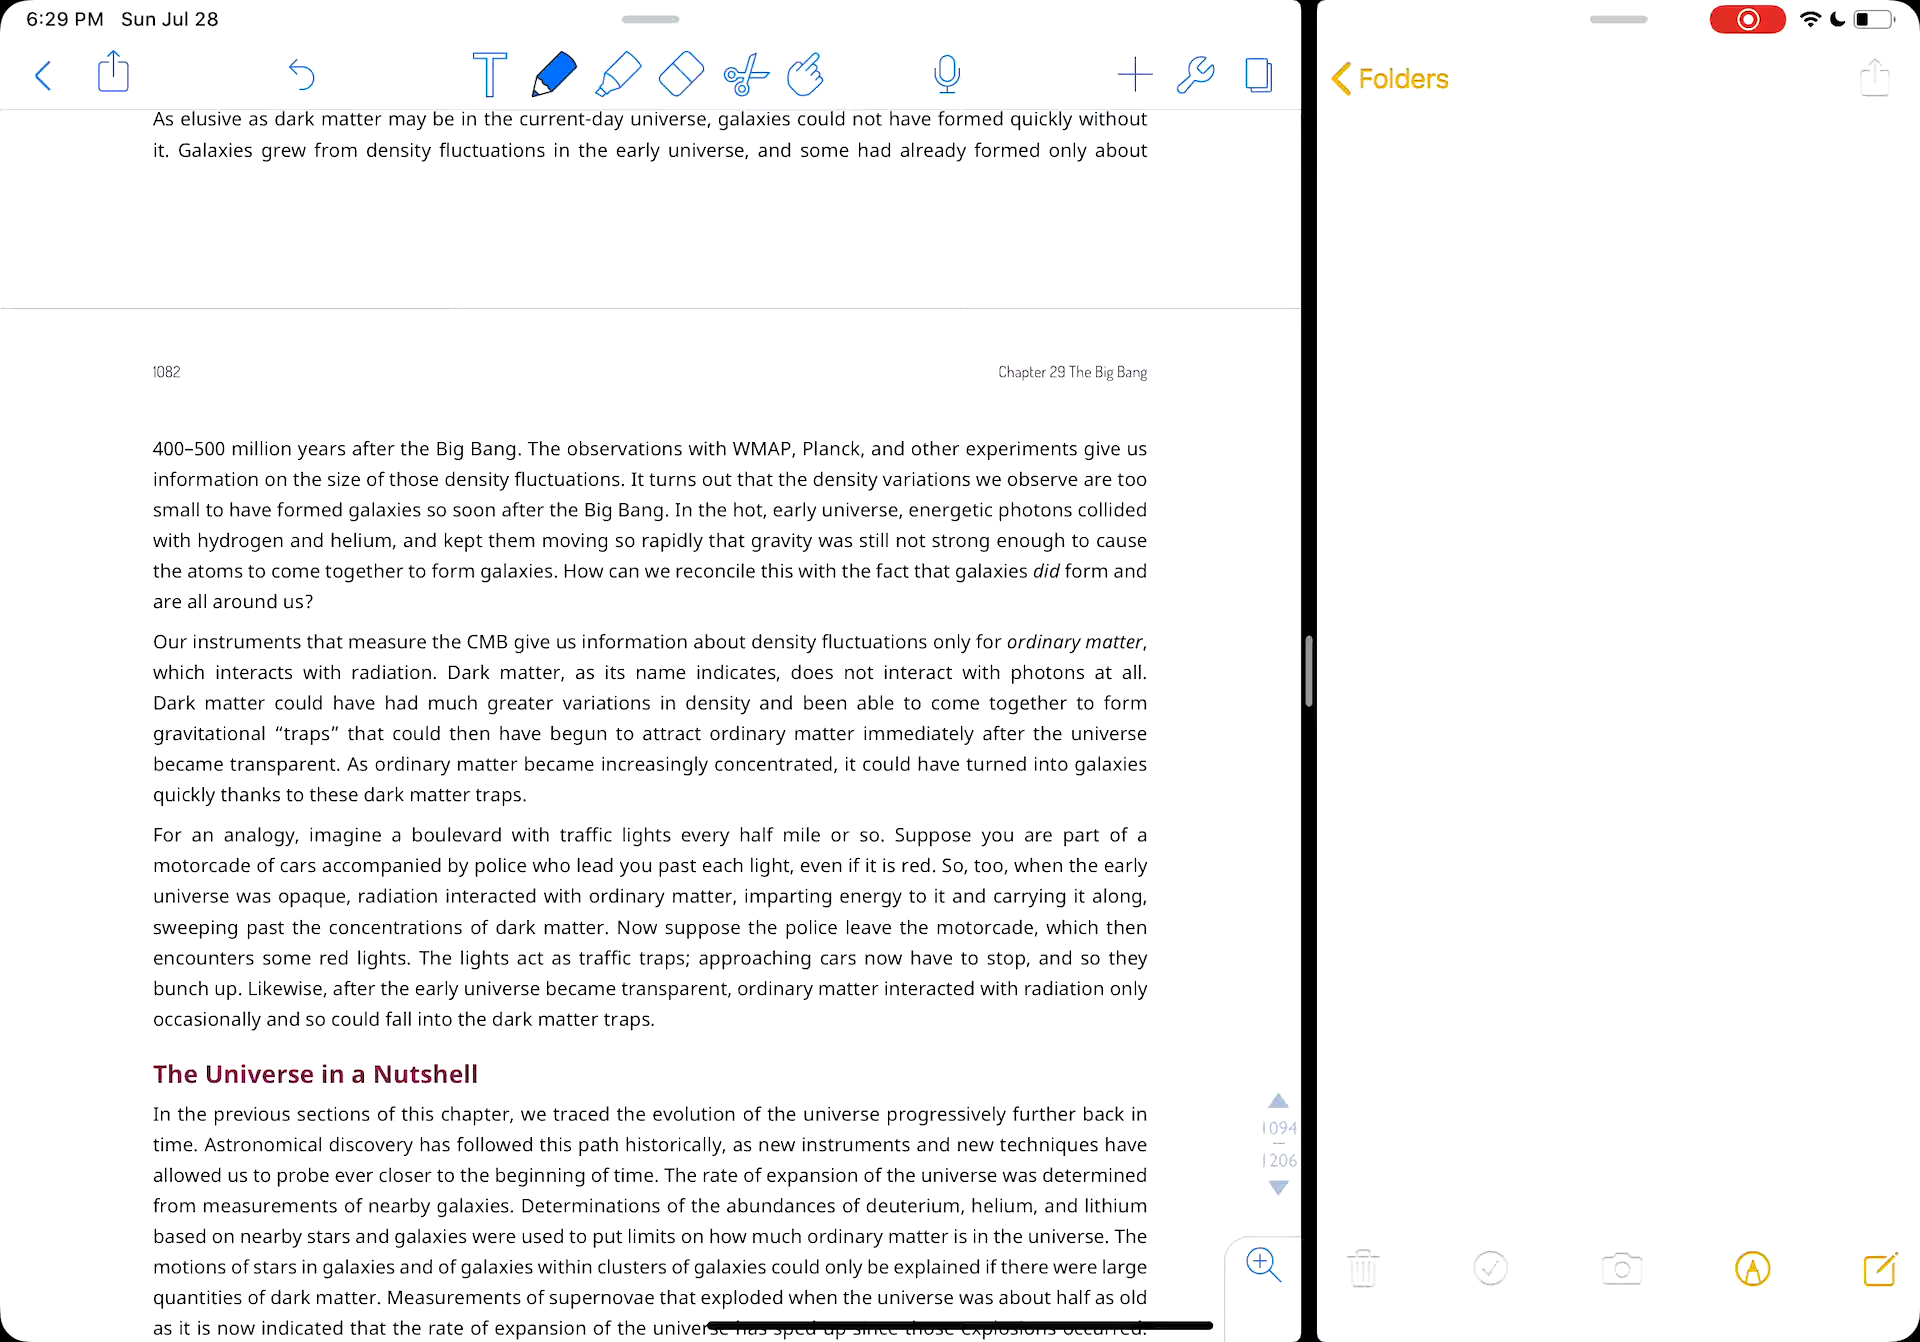 6:29 PM Sun Jul 28
Folders
As elusive as dark matter may be in the current-day universe, galaxies could not have formed quickly without
it. Galaxies grew from density fluctuations in the early universe, and some had already formed only about
1082
Chapter 29 The Big Bang
400–500 million years after the Big Bang. The observations with WMAP, Planck, and other experiments give us
information on the size of those density fluctuations. It turns out that the density variations we observe are too
small to have formed galaxies so soon after the Big Bang. In the hot, early universe, energetic photons collided
with hydrogen and helium, and kept them moving so rapidly that gravity was still not strong enough to cause
the atoms to come together to form galaxies. How can we reconcile this with the fact that galaxies did form and
are all around us?
Our instruments that measure the CMB give us information about density fluctuations only for ordinary matter,
which interacts with radiation. Dark matter, as its name indicates, does not interact with photons at all.
Dark matter could have had much greater variations in density and been able to come together to form
gravitational “traps” that could then have begun to attract ordinary matter immediately after the universe
became transparent. As ordinary matter became increasingly concentrated, it could have turned into galaxies
quickly thanks to these dark matter traps.
For an analogy, imagine a boulevard with traffic lights every half mile or so. Suppose you are part of a
motorcade of cars accompanied by police who lead you past each light, even if it is red. So, too, when the early
universe was opaque, radiation interacted with ordinary matter, imparting energy to it and carrying it along,
sweeping past the concentrations of dark matter. Now suppose the police leave the motorcade, which then
encounters some red lights. The lights act as traffic traps; approaching cars now have to stop, and so they
bunch up. Likewise, after the early universe became transparent, ordinary matter interacted with radiation only
occasionally and so could fall into the dark matter traps.
The Universe in a Nutshell
In the previous sections of this chapter, we traced the evolution of the universe progressively further back in
time. Astronomical discovery has followed this path historically, as new instruments and new techniques have
allowed us to probe ever closer to the beginning of time. The rate of expansion of the universe was determined
from measurements of nearby galaxies. Determinations of the abundances of deuterium, helium, and lithium
based on nearby stars and galaxies were used to put limits on how much ordinary matter is in the universe. The
motions of stars in galaxies and of galaxies within clusters of galaxies could only be explained if there were large
quantities of dark matter. Measurements of supernovae that exploded when the universe was about half as old
as it is now indicated that the rate of expansion of the universe has sped up since those explosions occurred.
1094
1206